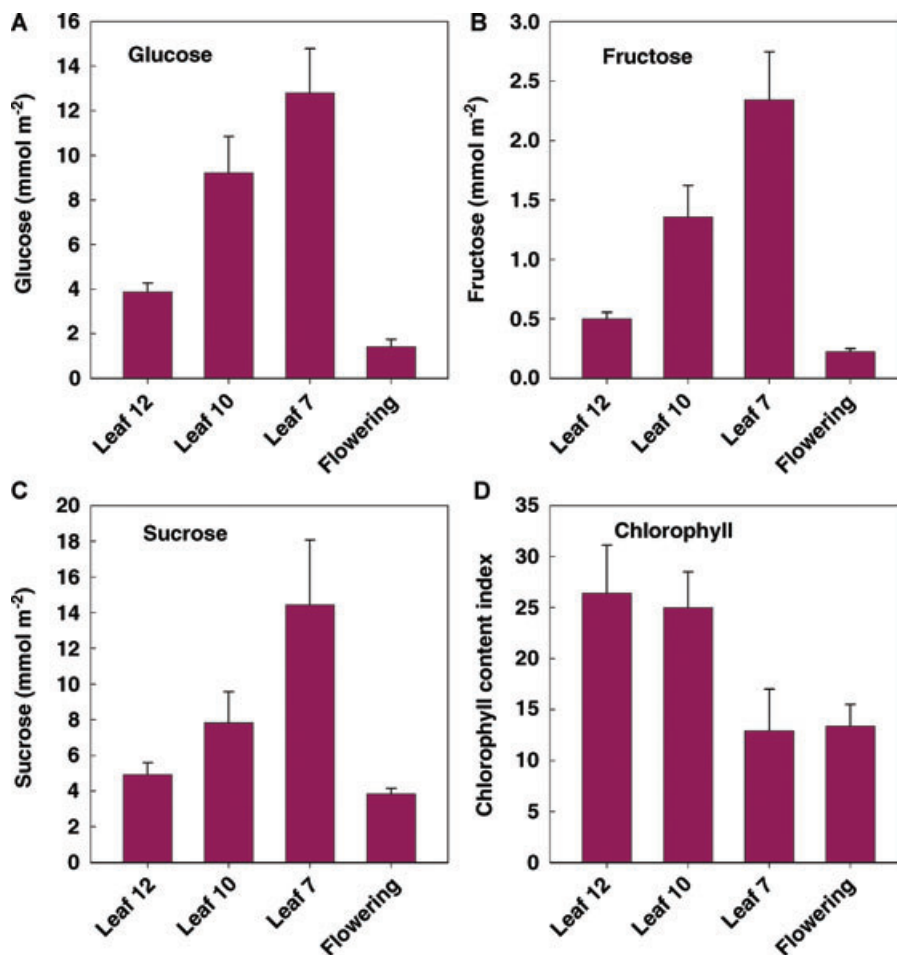 A
Glucose
Glucose (mmol m-2)
16
14
12
10
8
6
4
2
0
Leaf 12
Leaf 10
Leaf 7
Flowering
B
Fructose
Fructose (mmol m-2)
3.0
2.5
2.0
1.5
1.0
0.5
0.0
Leaf 12
Leaf 10
Leaf 7
Flowering
C
Sucrose
Sucrose (mmol m-2)
20
18
16
14
12
10
8
6
4
2
0
Leaf 12
Leaf 10
Leaf 7
Flowering
D
Chlorophyll
Chlorophyll content index
35
30
25
20
15
10
5
0
Leaf 12
Leaf 10
Leaf 7
Flowering